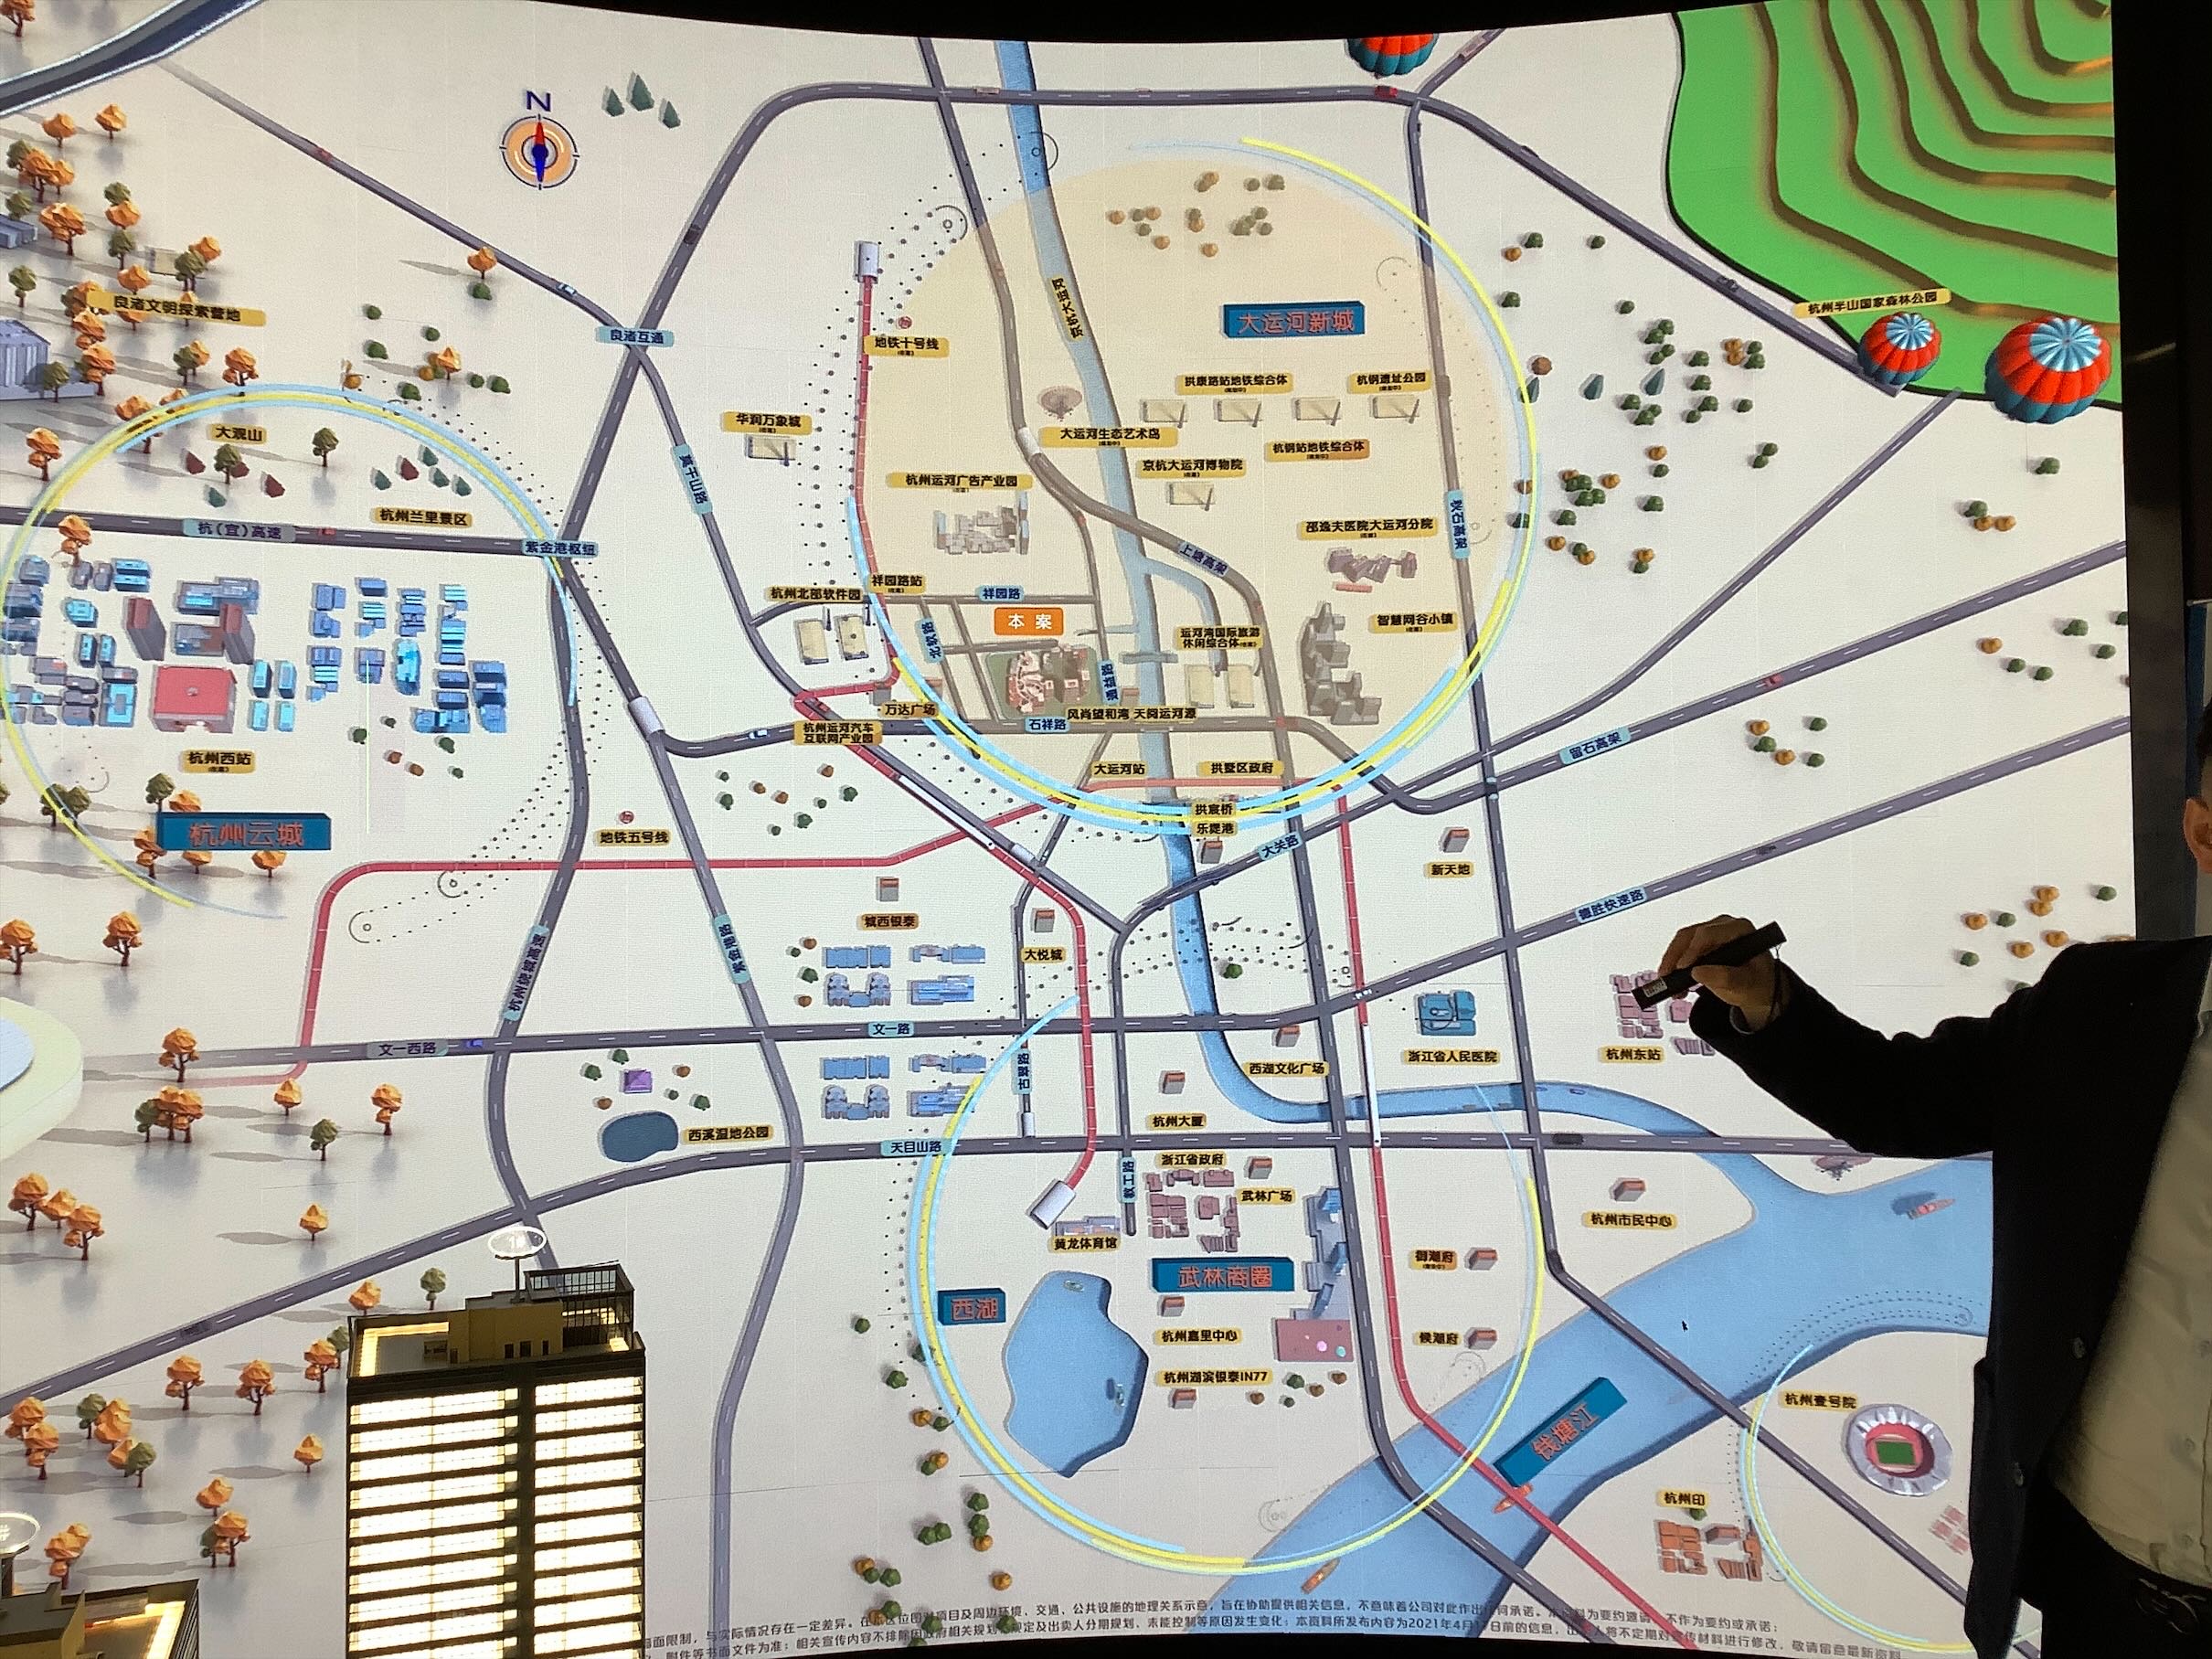 N
良渚文明探索营地
良渚互通
地铁十号线
(在建)
京杭大运河
大运河新城
杭州半山国家森林公园
拱康路站地铁综合体
杭钢遗址公园
华润万象城
大运河生态艺术岛
大观山
莫干山路
京杭大运河博物院
杭钢站地铁综合体
杭州运河广告产业园
杭州兰里景区
杭(宜)高速
紫金港枢纽
秋石高架
邵逸夫医院大运河分院
上塘高架
祥园路站
杭州北部软件园
祥园路
本案
北软路
运河湾国际旅游
休闲综合体
智慧网谷小镇
通益路
万达广场
风尚望和湾
天阅运河源
石祥路
杭州运河汽车
互联网产业园
留石高架
杭州西站
大运河站
拱墅区政府
杭州云城
地铁五号线
拱宸桥
乐堤港
大关路
新天地
城西银泰
德胜快速路
大悦城
杭州绕城高速
紫金港路
文一路
文一西路
杭州东站
浙江省人民医院
西湖文化广场
古翠路
杭州大厦
西溪湿地公园
天目山路
浙江省政府
教工路
武林广场
杭州市民中心
黄龙体育馆
御潮府
武林商圈
西湖
候潮府
杭州嘉里中心
杭州湖滨银泰IN77
钱塘江
杭州壹号院
杭州印
画面限制，与实际情况存在一定差异。
项目及周边环境、交通、公共设施的地理关系示意，旨在协助提供相关信息，不意味着公司对此作出任何承诺。
不作为要约或承诺；
附件等书面文件为准；相关宣传内容不排除因政府相关规划
规定及出卖人分期规划、未能控制等原因发生变化；本资料所发布内容为2021年4月
日前的信息，
人将不定期对宣传材料进行修改，敬请留意最新资料